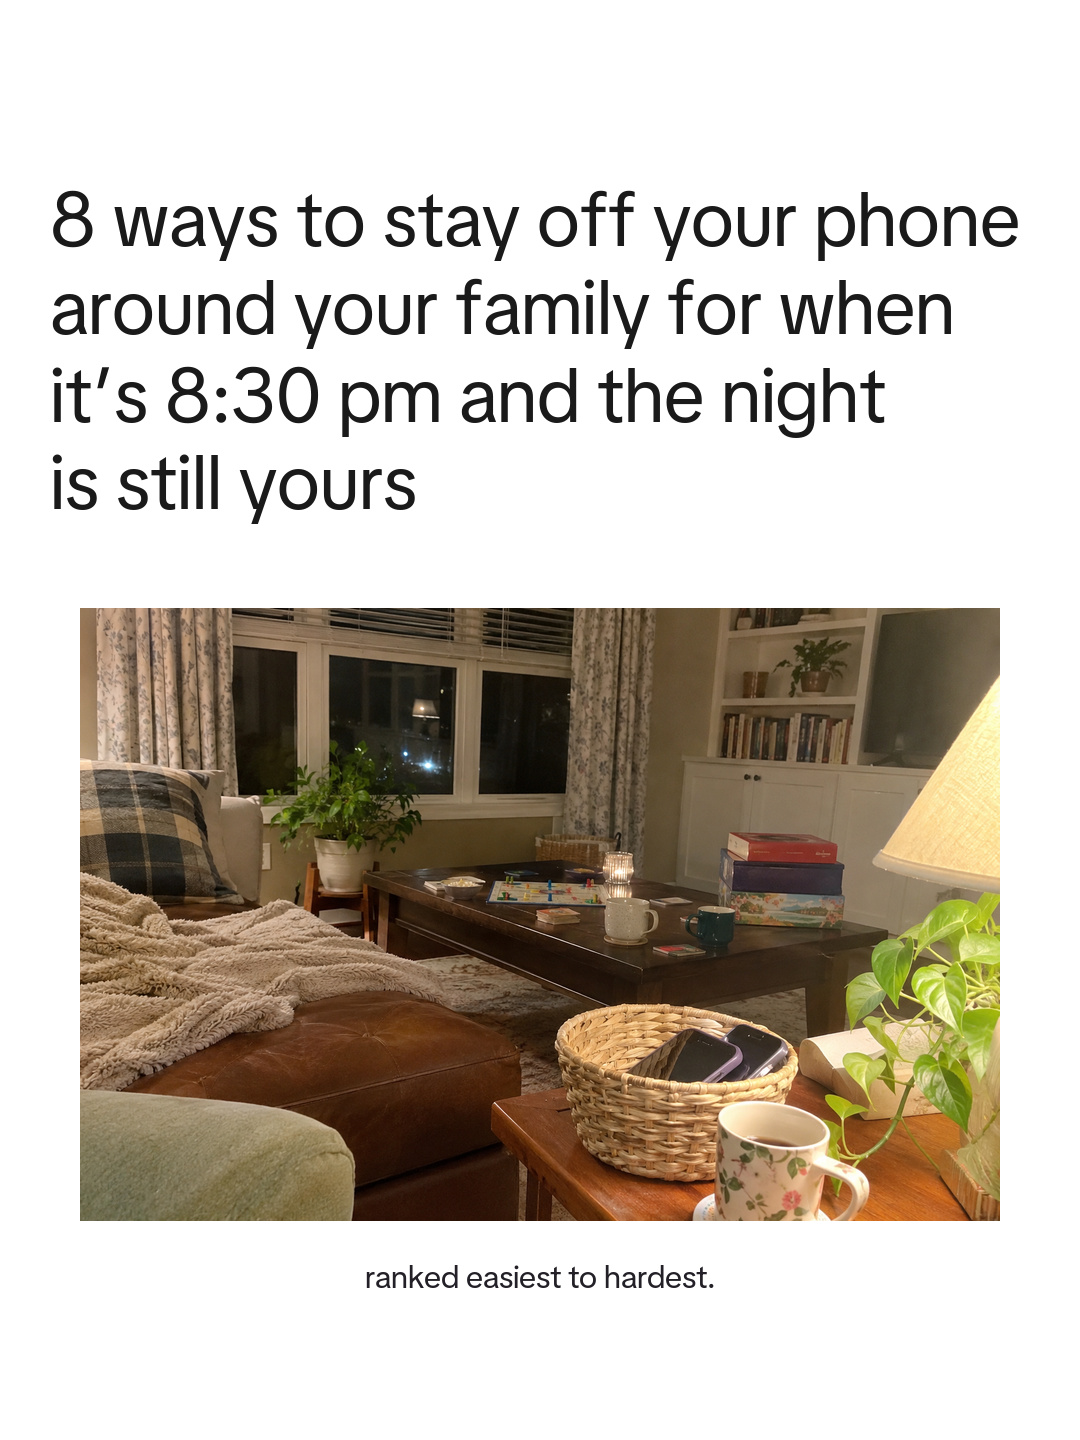 8 ways to stay off your phone
around your family for when
it’s 8:30 pm and the night
is still yours
ranked easiest to hardest.